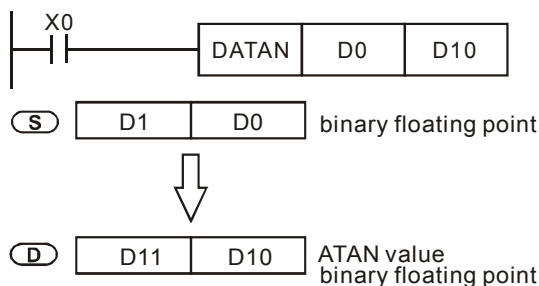 X0
DATAN D0 D10
S D1 D0 binary floating point
D D11 D10 ATAN value
binary floating point